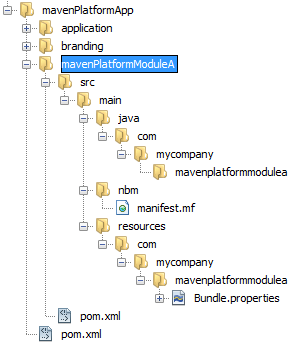 mavenPlatformApp
application
branding
mavenPlatformModuleA
src
main
java
com
mycompany
mavenplatformmodulea
nbm
manifest.mf
resources
com
mycompany
mavenplatformmodulea
Bundle.properties
pom.xml
pom.xml